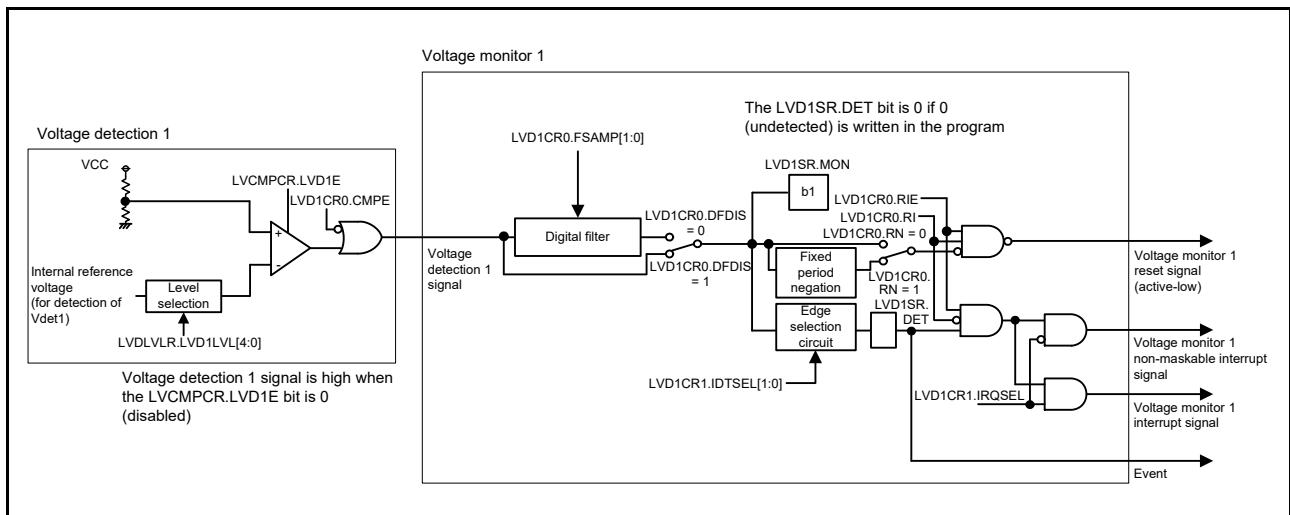 Voltage monitor 1
The LVD1SR.DET bit is 0 if 0
(undetected) is written in the program
Voltage detection 1
LVD1CR0.FSAMP[1:0]
VCC
LVCMPCR.LVD1E
LVD1CR0.CMPE
+
-
Internal reference
voltage
(for detection of
Vdet1)
Level
selection
LVDLVLR.LVD1LVL[4:0]
Voltage detection 1 signal is high when
the LVCMPCR.LVD1E bit is 0
(disabled)
Voltage
detection 1
signal
Digital filter
LVD1CR0.DFDIS
= 0
LVD1CR0.DFDIS
= 1
LVD1SR.MON
b1
LVD1CR0.RIE
LVD1CR0.RI
LVD1CR0.RN = 0
Fixed
period
negation
LVD1CR0.
RN = 1
LVD1SR.
DET
Edge
selection
circuit
LVD1CR1.IDTSEL[1:0]
LVD1CR1.IRQSEL
Voltage monitor 1
reset signal
(active-low)
Voltage monitor 1
non-maskable interrupt
signal
Voltage monitor 1
interrupt signal
Event